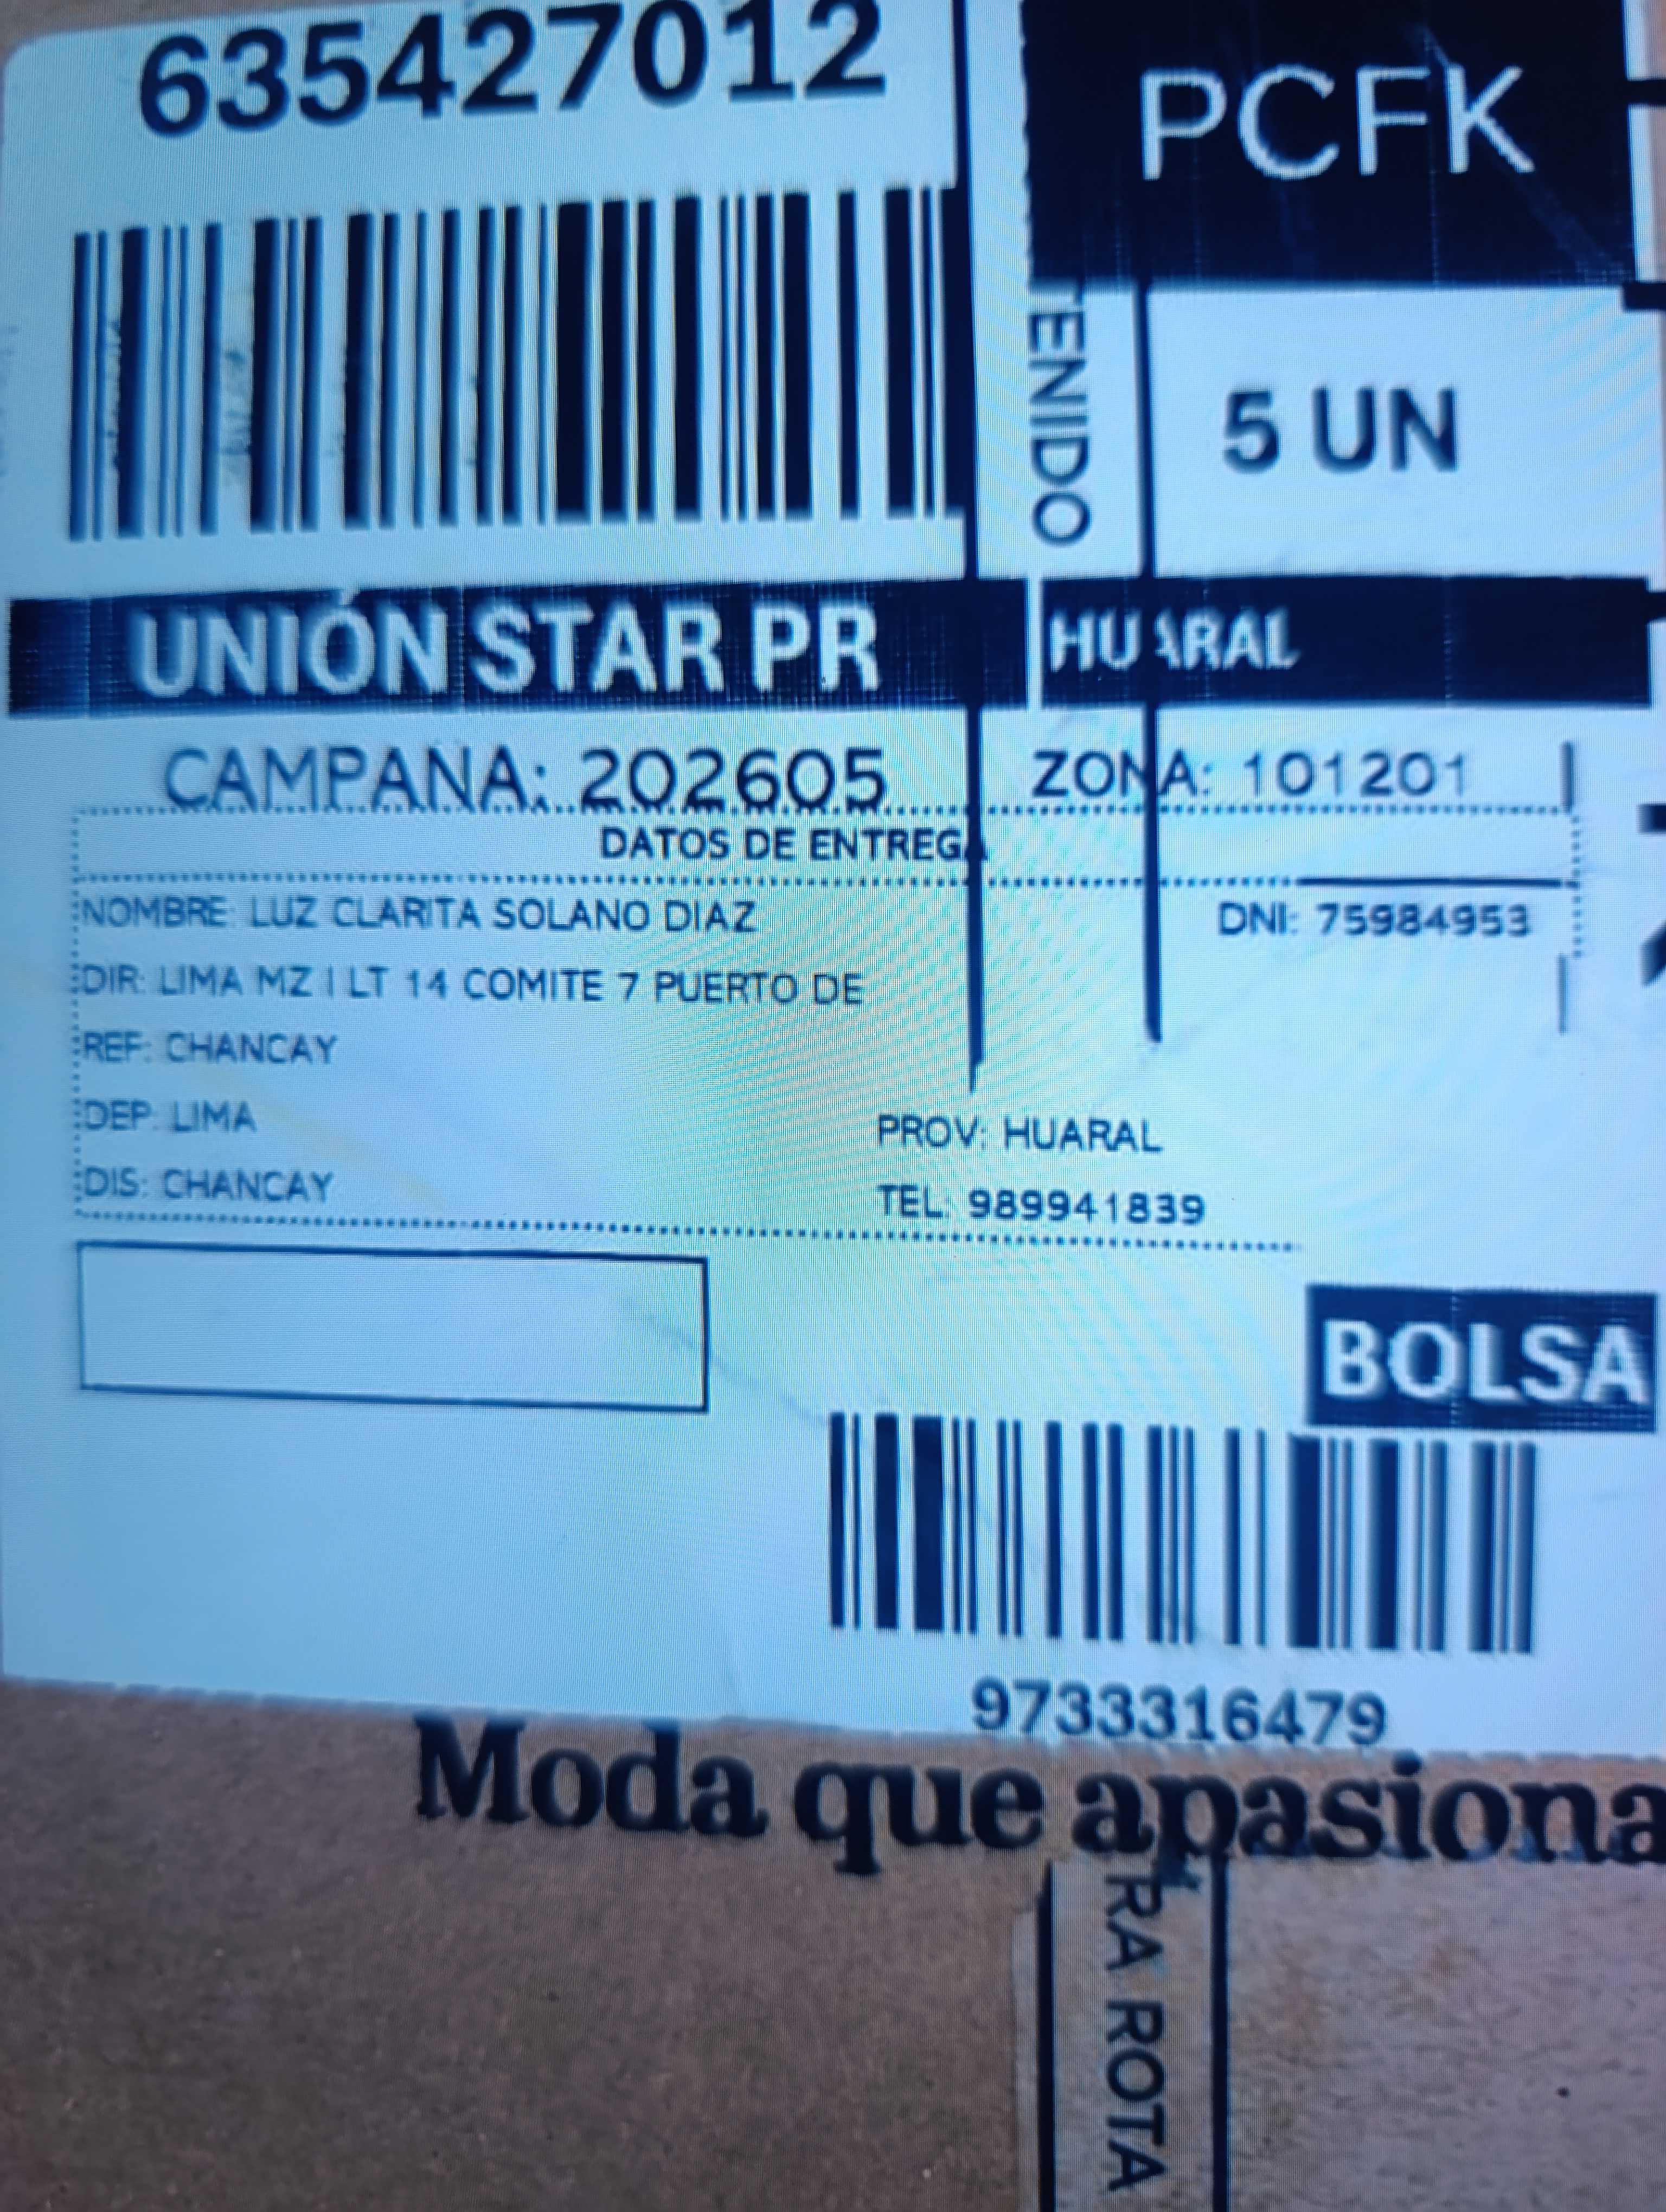 635427012
PCFK
TENIDO
5 UN
UNIÓN STAR PR
HUARAL
CAMPANA: 202605
ZONA: 101201
DATOS DE ENTREGA
NOMBRE: LUZ CLARITA SOLANO DIAZ
DNI: 75984953
DIR: LIMA MZ I LT 14 COMITE 7 PUERTO DE
REF: CHANCAY
DEP: LIMA
PROV: HUARAL
DIS: CHANCAY
TEL: 989941839
BOLSA
9733316479
Moda que apasiona
RA ROTA